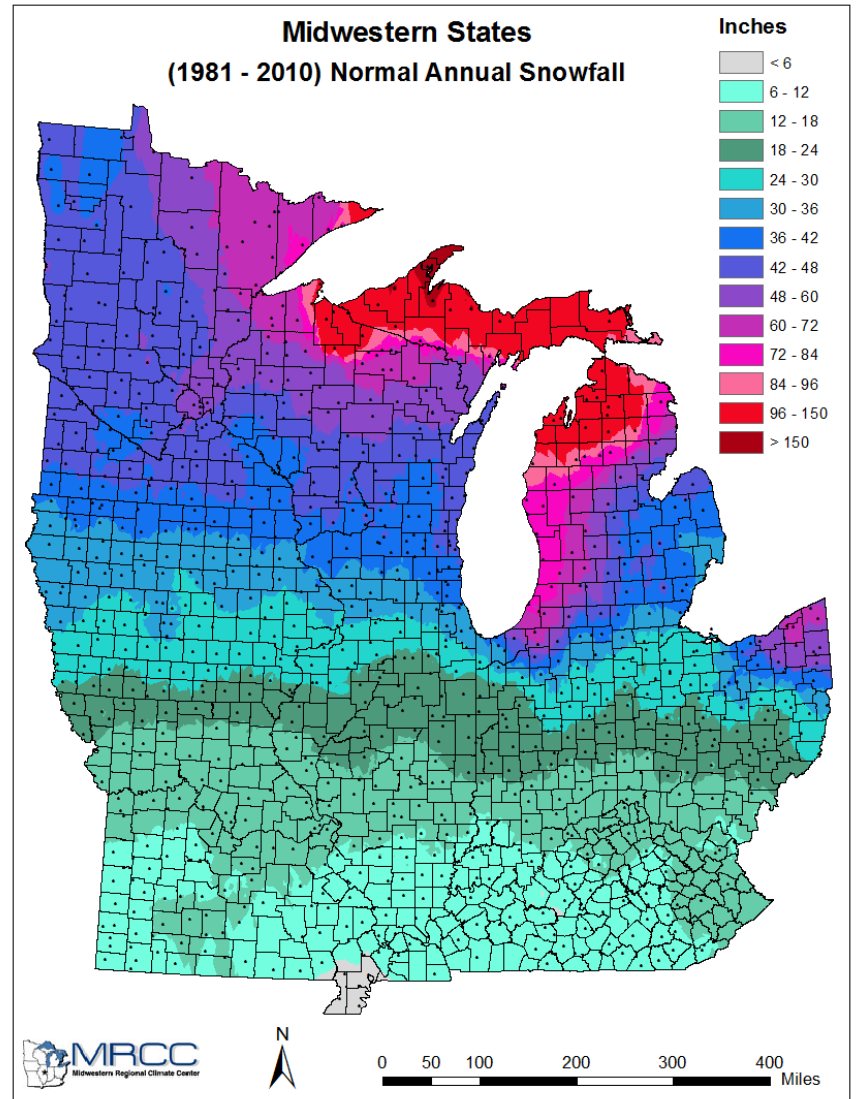 Midwestern States
(1981 - 2010) Normal Annual Snowfall
Inches
< 6
6 - 12
12 - 18
18 - 24
24 - 30
30 - 36
36 - 42
42 - 48
48 - 60
60 - 72
72 - 84
84 - 96
96 - 150
> 150
MRCC
Midwestern Regional Climate Center
N
0 50 100 200 300 400
Miles